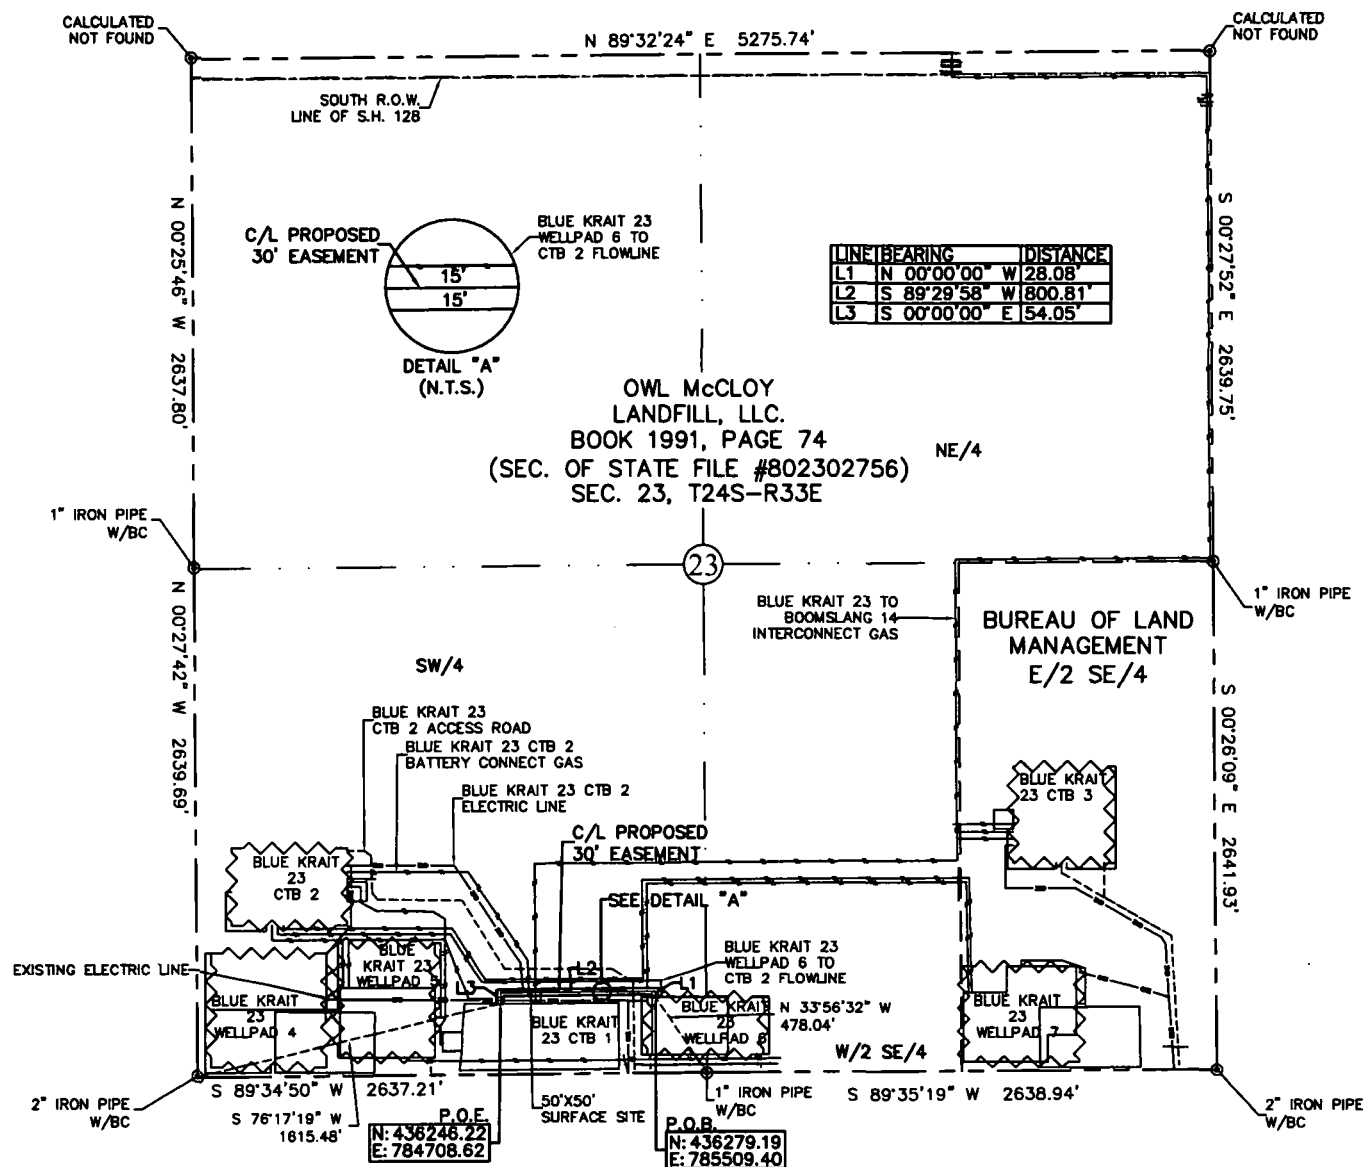 CALCULATED
NOT FOUND
N 89°32'24" E 5275.74'
CALCULATED
NOT FOUND
SOUTH R.O.W.
LINE OF S.H. 128
N 00°25'46" W 2637.80'
S 00°27'52" E 2639.75'
C/L PROPOSED
30' EASEMENT
BLUE KRAIT 23
WELLPAD 6 TO
CTB 2 FLOWLINE
15'
15'
DETAIL "A"
(N.T.S.)
LINE BEARING DISTANCE
L1 N 00°00'00" W 28.08'
L2 S 89°29'58" W 800.81'
L3 S 00°00'00" E 54.05'
OWL McCLOY
LANDFILL, LLC.
BOOK 1991, PAGE 74
(SEC. OF STATE FILE #802302756)
SEC. 23, T24S-R33E
NE/4
1" IRON PIPE
W/BC
23
1" IRON PIPE
W/BC
BLUE KRAIT 23 TO
BOOMSLANG 14
INTERCONNECT GAS
BUREAU OF LAND
MANAGEMENT
E/2 SE/4
N 00°27'42" W 2639.69'
S 00°26'09" E 2641.93'
SW/4
BLUE KRAIT 23
CTB 2 ACCESS ROAD
BLUE KRAIT 23 CTB 2
BATTERY CONNECT GAS
BLUE KRAIT 23 CTB 2
ELECTRIC LINE
C/L PROPOSED
30' EASEMENT
BLUE KRAIT
23 CTB 3
BLUE KRAIT
23
CTB 2
SEE DETAIL "A"
BLUE KRAIT 23
WELLPAD 6 TO
CTB 2 FLOWLINE
EXISTING ELECTRIC LINE
BLUE
KRAIT 23
WELLPAD 5
L3
L2
L1
BLUE KRAIT
23
WELLPAD 4
BLUE KRAIT
23 CTB 1
BLUE KRAIT
23
WELLPAD 6
N 33°56'32" W
478.04'
BLUE KRAIT
23
WELLPAD 7
W/2 SE/4
S 89°34'50" W 2637.21'
S 89°35'19" W 2638.94'
2" IRON PIPE
W/BC
S 76°17'19" W
1615.48'
50'X50'
SURFACE SITE
1" IRON PIPE
W/BC
2" IRON PIPE
W/BC
P.O.E.
N: 436246.22
E: 784708.62
P.O.B.
N: 436279.19
E: 785509.40